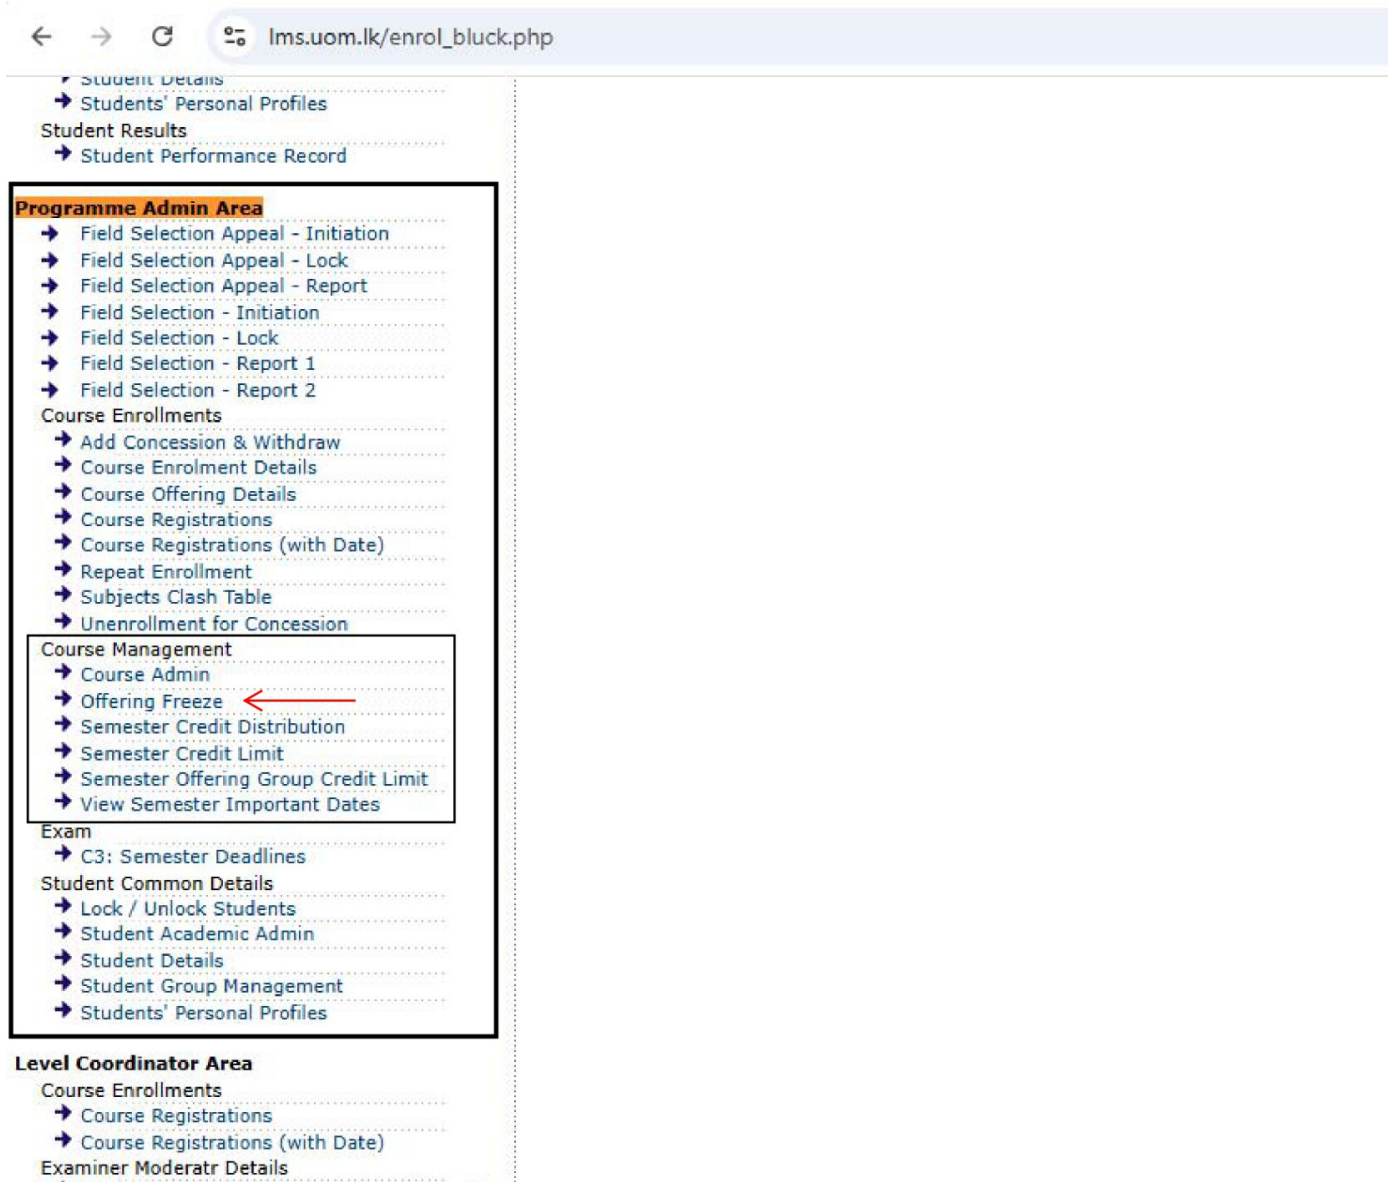 lms.uom.lk/enrol_bluck.php
Student Details
Students' Personal Profiles
Student Results
Student Performance Record
Programme Admin Area
Field Selection Appeal - Initiation
Field Selection Appeal - Lock
Field Selection Appeal - Report
Field Selection - Initiation
Field Selection - Lock
Field Selection - Report 1
Field Selection - Report 2
Course Enrollments
Add Concession & Withdraw
Course Enrolment Details
Course Offering Details
Course Registrations
Course Registrations (with Date)
Repeat Enrollment
Subjects Clash Table
Unenrollment for Concession
Course Management
Course Admin
Offering Freeze
Semester Credit Distribution
Semester Credit Limit
Semester Offering Group Credit Limit
View Semester Important Dates
Exam
C3: Semester Deadlines
Student Common Details
Lock / Unlock Students
Student Academic Admin
Student Details
Student Group Management
Students' Personal Profiles
Level Coordinator Area
Course Enrollments
Course Registrations
Course Registrations (with Date)
Examiner Moderatr Details